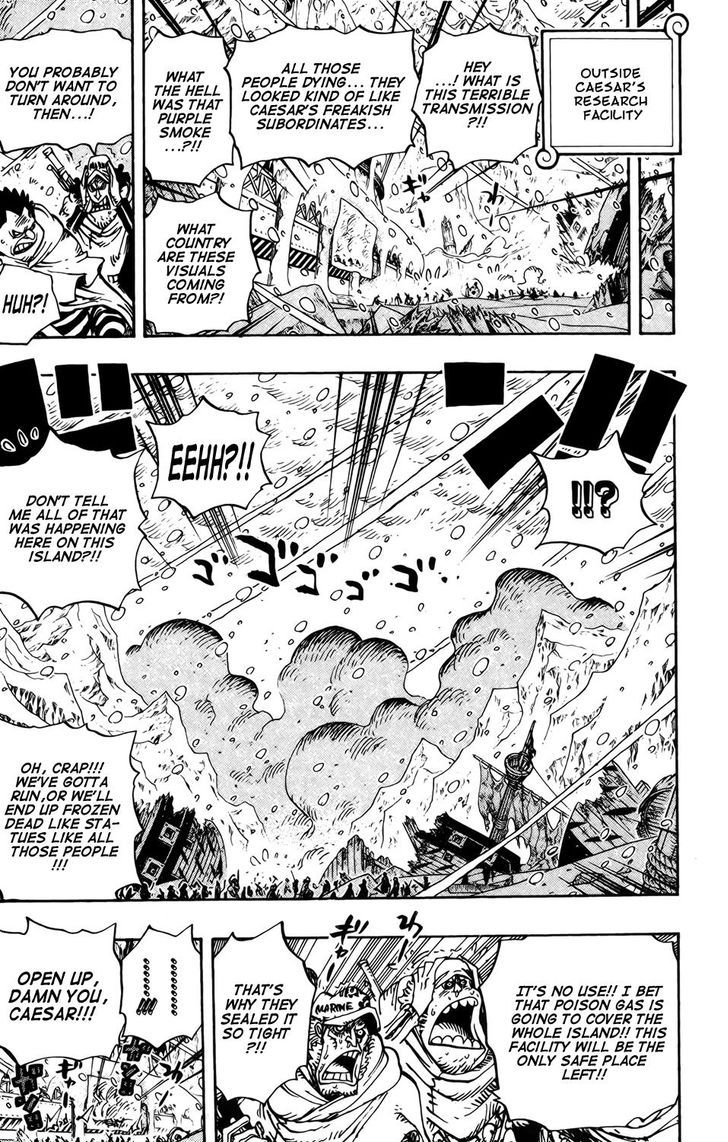 OUTSIDE
CAESAR'S
RESEARCH
FACILITY
HEY
...! WHAT IS
THIS TERRIBLE
TRANSMISSION
?!!
ALL THOSE
PEOPLE DYING... THEY
LOOKED KIND OF LIKE
CAESAR'S FREAKISH
SUBORDINATES...
WHAT
COUNTRY
ARE THESE
VISUALS
COMING
FROM?!
WHAT
THE HELL
WAS THAT
PURPLE
SMOKE
...?!!
YOU PROBABLY
DON'T WANT TO
TURN AROUND,
THEN...!
HUH?!
!!?
EEHH?!!
DON'T TELL
ME ALL OF THAT
WAS HAPPENING
HERE ON THIS
ISLAND?!!
ゴゴゴゴゴ
OH, CRAP!!!
WE'VE GOTTA
RUN,OR WE'LL
END UP FROZEN
DEAD LIKE STA-
TUES LIKE ALL
THOSE PEOPLE
!!!
IT'S NO USE!! I BET
THAT POISON GAS IS
GOING TO COVER THE
WHOLE ISLAND!! THIS
FACILITY WILL BE THE
ONLY SAFE PLACE
LEFT!!
MARINE
THAT'S
WHY THEY
SEALED IT
SO TIGHT
?!!
OPEN UP,
DAMN YOU,
CAESAR!!!